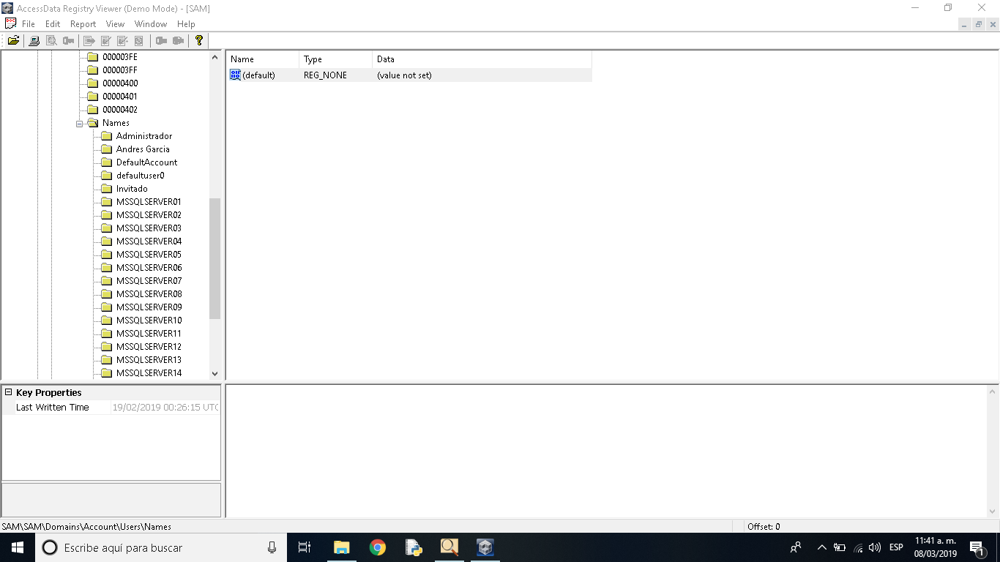 AccessData Registry Viewer (Demo Mode) - [SAM]
File Edit Report View Window Help
000003FE
000003FF
00000400
00000401
00000402
Names
Administrador
Andres Garcia
DefaultAccount
defaultuser0
Invitado
MSSQLSERVER01
MSSQLSERVER02
MSSQLSERVER03
MSSQLSERVER04
MSSQLSERVER05
MSSQLSERVER06
MSSQLSERVER07
MSSQLSERVER08
MSSQLSERVER09
MSSQLSERVER10
MSSQLSERVER11
MSSQLSERVER12
MSSQLSERVER13
MSSQLSERVER14
Name Type Data
(default) REG_NONE (value not set)
Key Properties
Last Written Time 19/02/2019 00:26:15 UTC
SAM\SAM\Domains\Account\Users\Names
Offset: 0
Escribe aquí para buscar
ESP
11:41 a. m.
08/03/2019
1